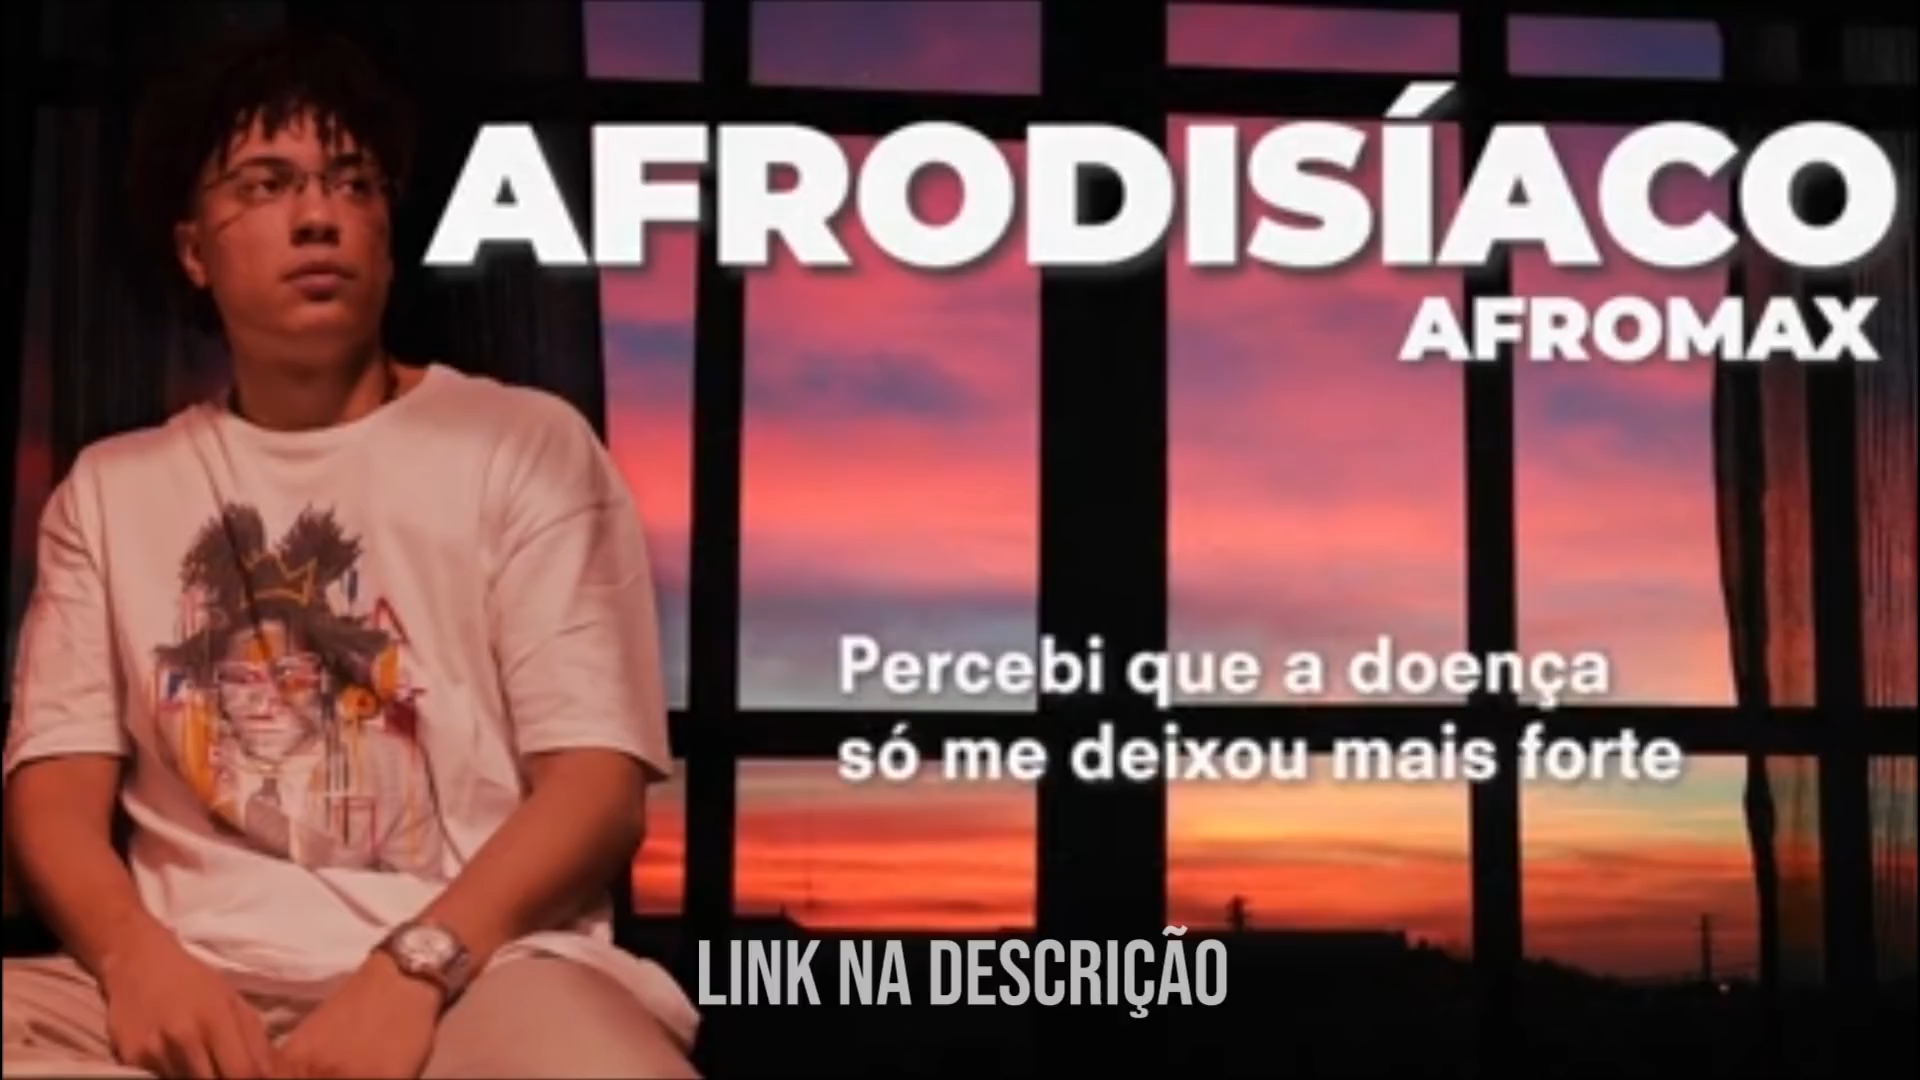 AFRODISÍACO
AFROMAX
Percebi que a doença
só me deixou mais forte
LINK NA DESCRIÇÃO